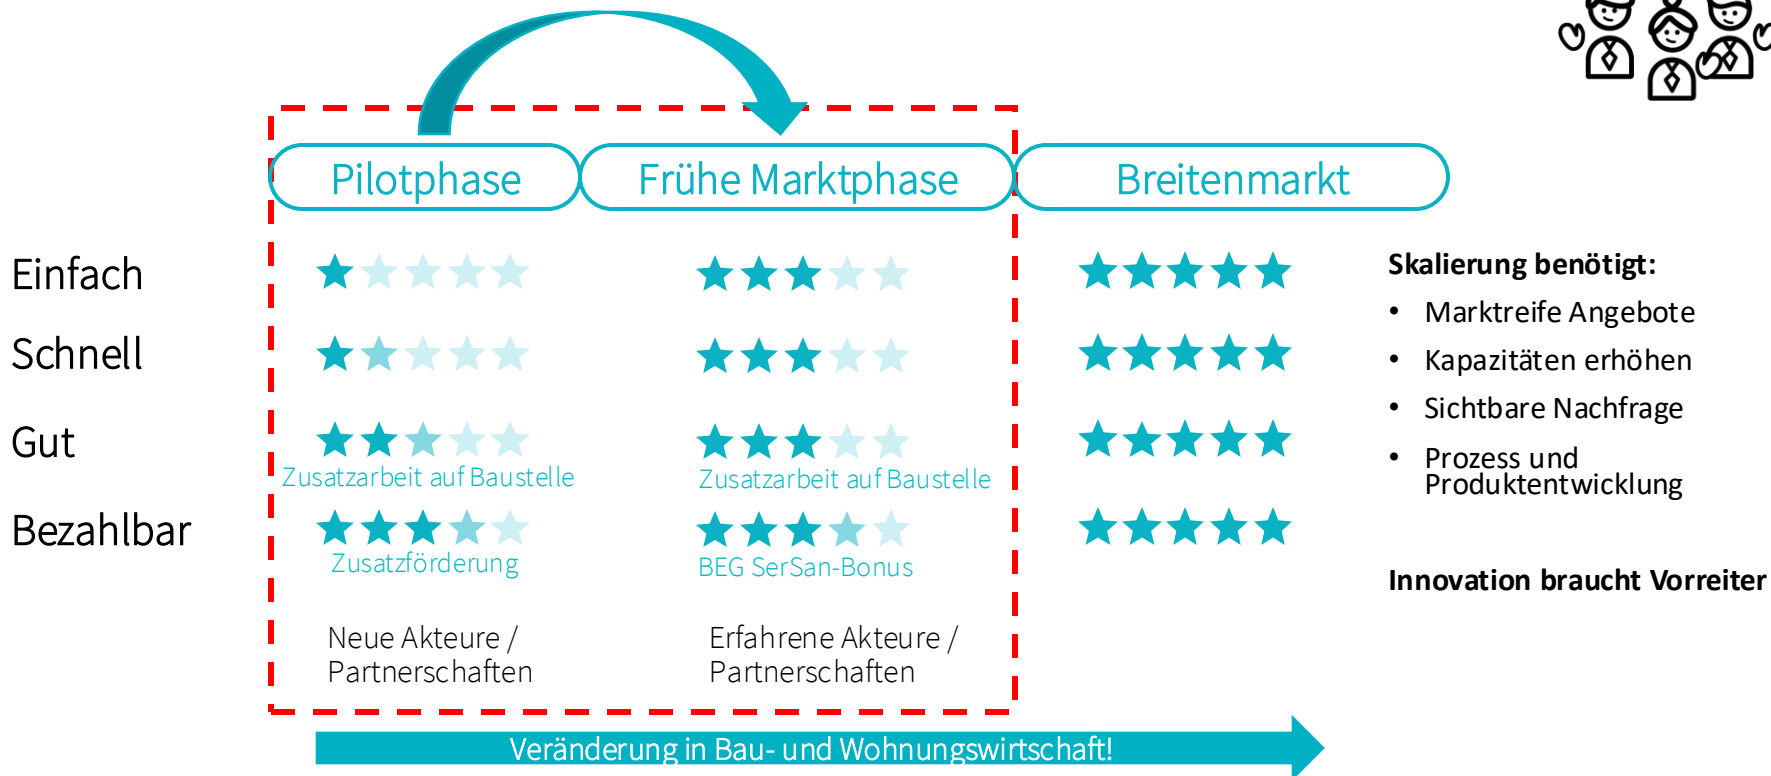 Pilotphase
Frühe Marktphase
Breitenmarkt
Einfach
Schnell
Gut
Zusatzarbeit auf Baustelle
Zusatzarbeit auf Baustelle
Bezahlbar
Zusatzförderung
BEG SerSan-Bonus
Neue Akteure /
Partnerschaften
Erfahrene Akteure /
Partnerschaften
Skalierung benötigt:
• Marktreife Angebote
• Kapazitäten erhöhen
• Sichtbare Nachfrage
• Prozess und
Produktentwicklung
Innovation braucht Vorreiter
Veränderung in Bau- und Wohnungswirtschaft!